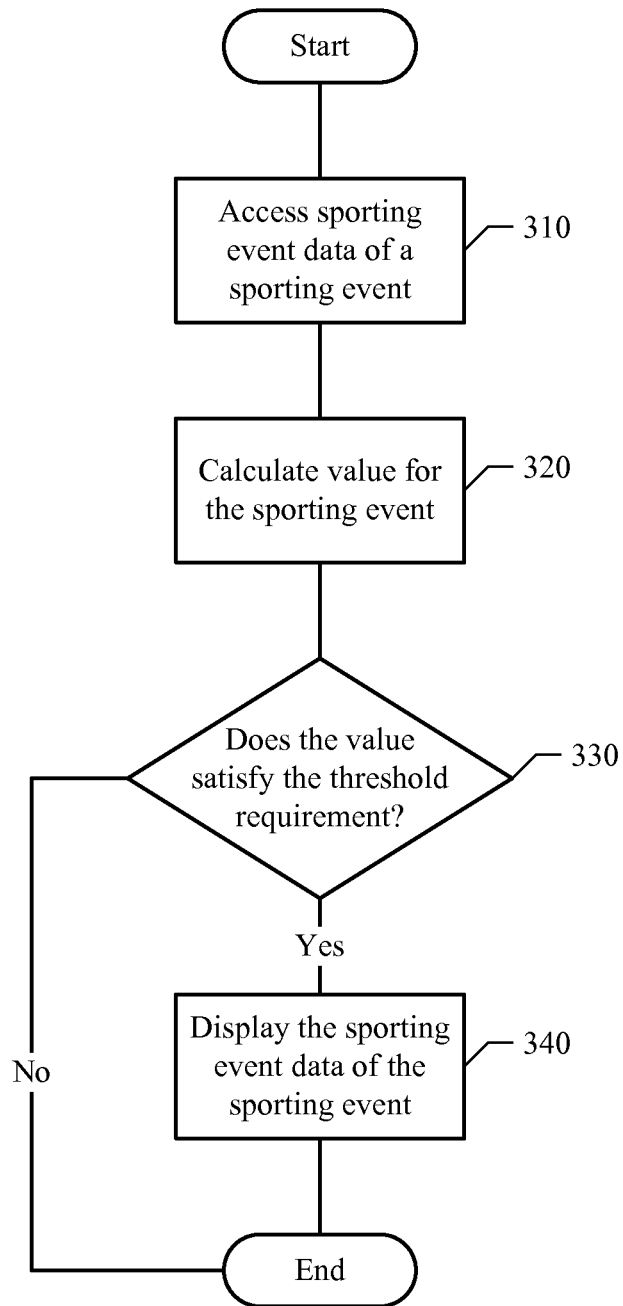 Start
Access sporting
event data of a
sporting event
310
Calculate value for
the sporting event
320
Does the value
satisfy the threshold
requirement?
330
Yes
Display the sporting
event data of the
sporting event
340
No
End